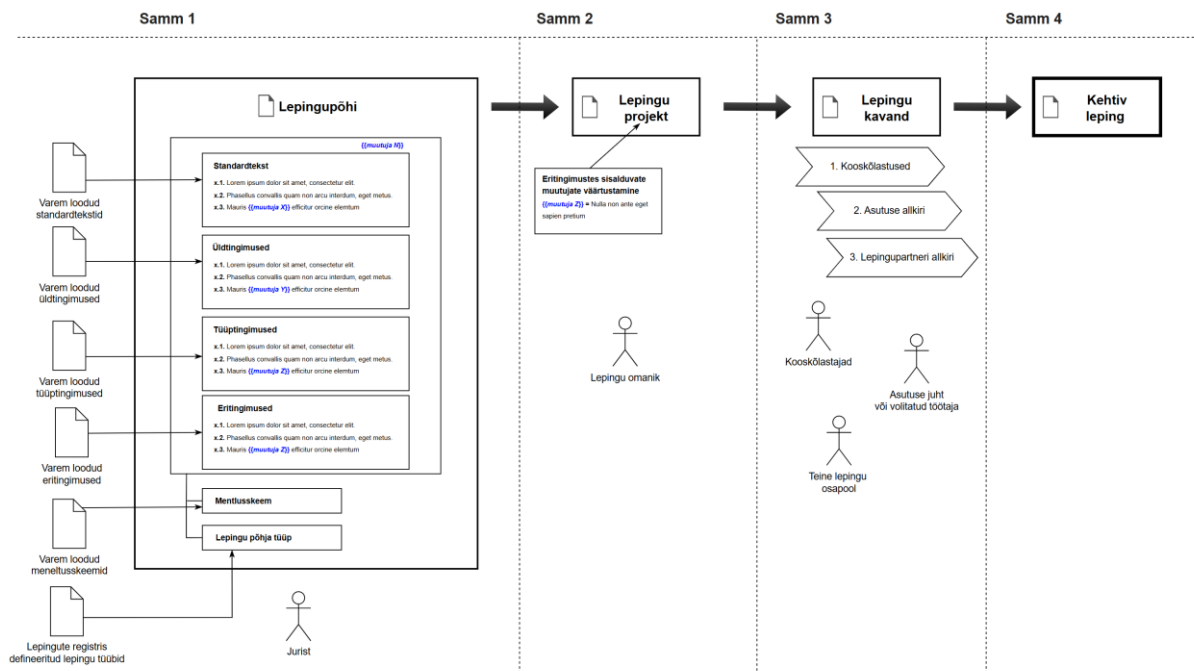 Samm 1
Samm 2
Samm 3
Samm 4
Lepingupõhi
{{muutuja N}}
Standardtekst
x.1. Lorem ipsum dolor sit amet, consectetur elit.
x.2. Phasellus convallis quam non arcu interdum, eget metus.
x.3. Mauris {{muutuja X}} efficitur orcine elemtum
Üldtingimused
x.1. Lorem ipsum dolor sit amet, consectetur elit.
x.2. Phasellus convallis quam non arcu interdum, eget metus.
x.3. Mauris {{muutuja Y}} efficitur orcine elemtum
Tüüptingimused
x.1. Lorem ipsum dolor sit amet, consectetur elit.
x.2. Phasellus convallis quam non arcu interdum, eget metus.
x.3. Mauris {{muutuja Z}} efficitur orcine elemtum
Eritingimused
x.1. Lorem ipsum dolor sit amet, consectetur elit.
x.2. Phasellus convallis quam non arcu interdum, eget metus.
x.3. Mauris {{muutuja Z}} efficitur orcine elemtum
Mentlusskeem
Lepingu põhja tüüp
Varem loodud
standardtekstid
Varem loodud
üldtingimused
Varem loodud
tüüptingimused
Varem loodud
eritingimused
Varem loodud
meneltusskeemid
Lepingute registris
defineeritud lepingu tüübid
Jurist
Lepingu
projekt
Eritingimustes sisalduvate
muutujate väärtustamine
{{muutuja Z}} = Nulla non ante eget
sapien pretium
Lepingu omanik
Lepingu
kavand
1. Kooskõlastused
2. Asutuse allkiri
3. Lepingupartneri allkiri
Kooskõlastajad
Asutuse juht
või volitatud töötaja
Teine lepingu
osapool
Kehtiv
leping